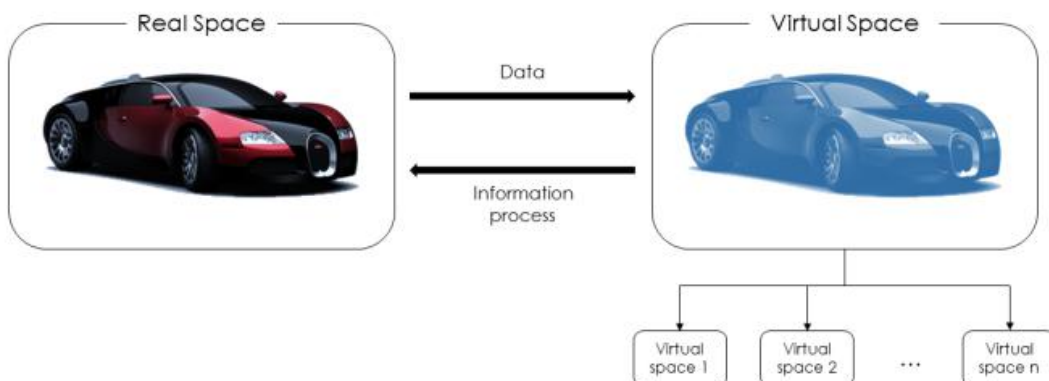 Real Space
Virtual Space
Data
Information
process
Virtual
space 1
Virtual
space 2
...
Virtual
space n